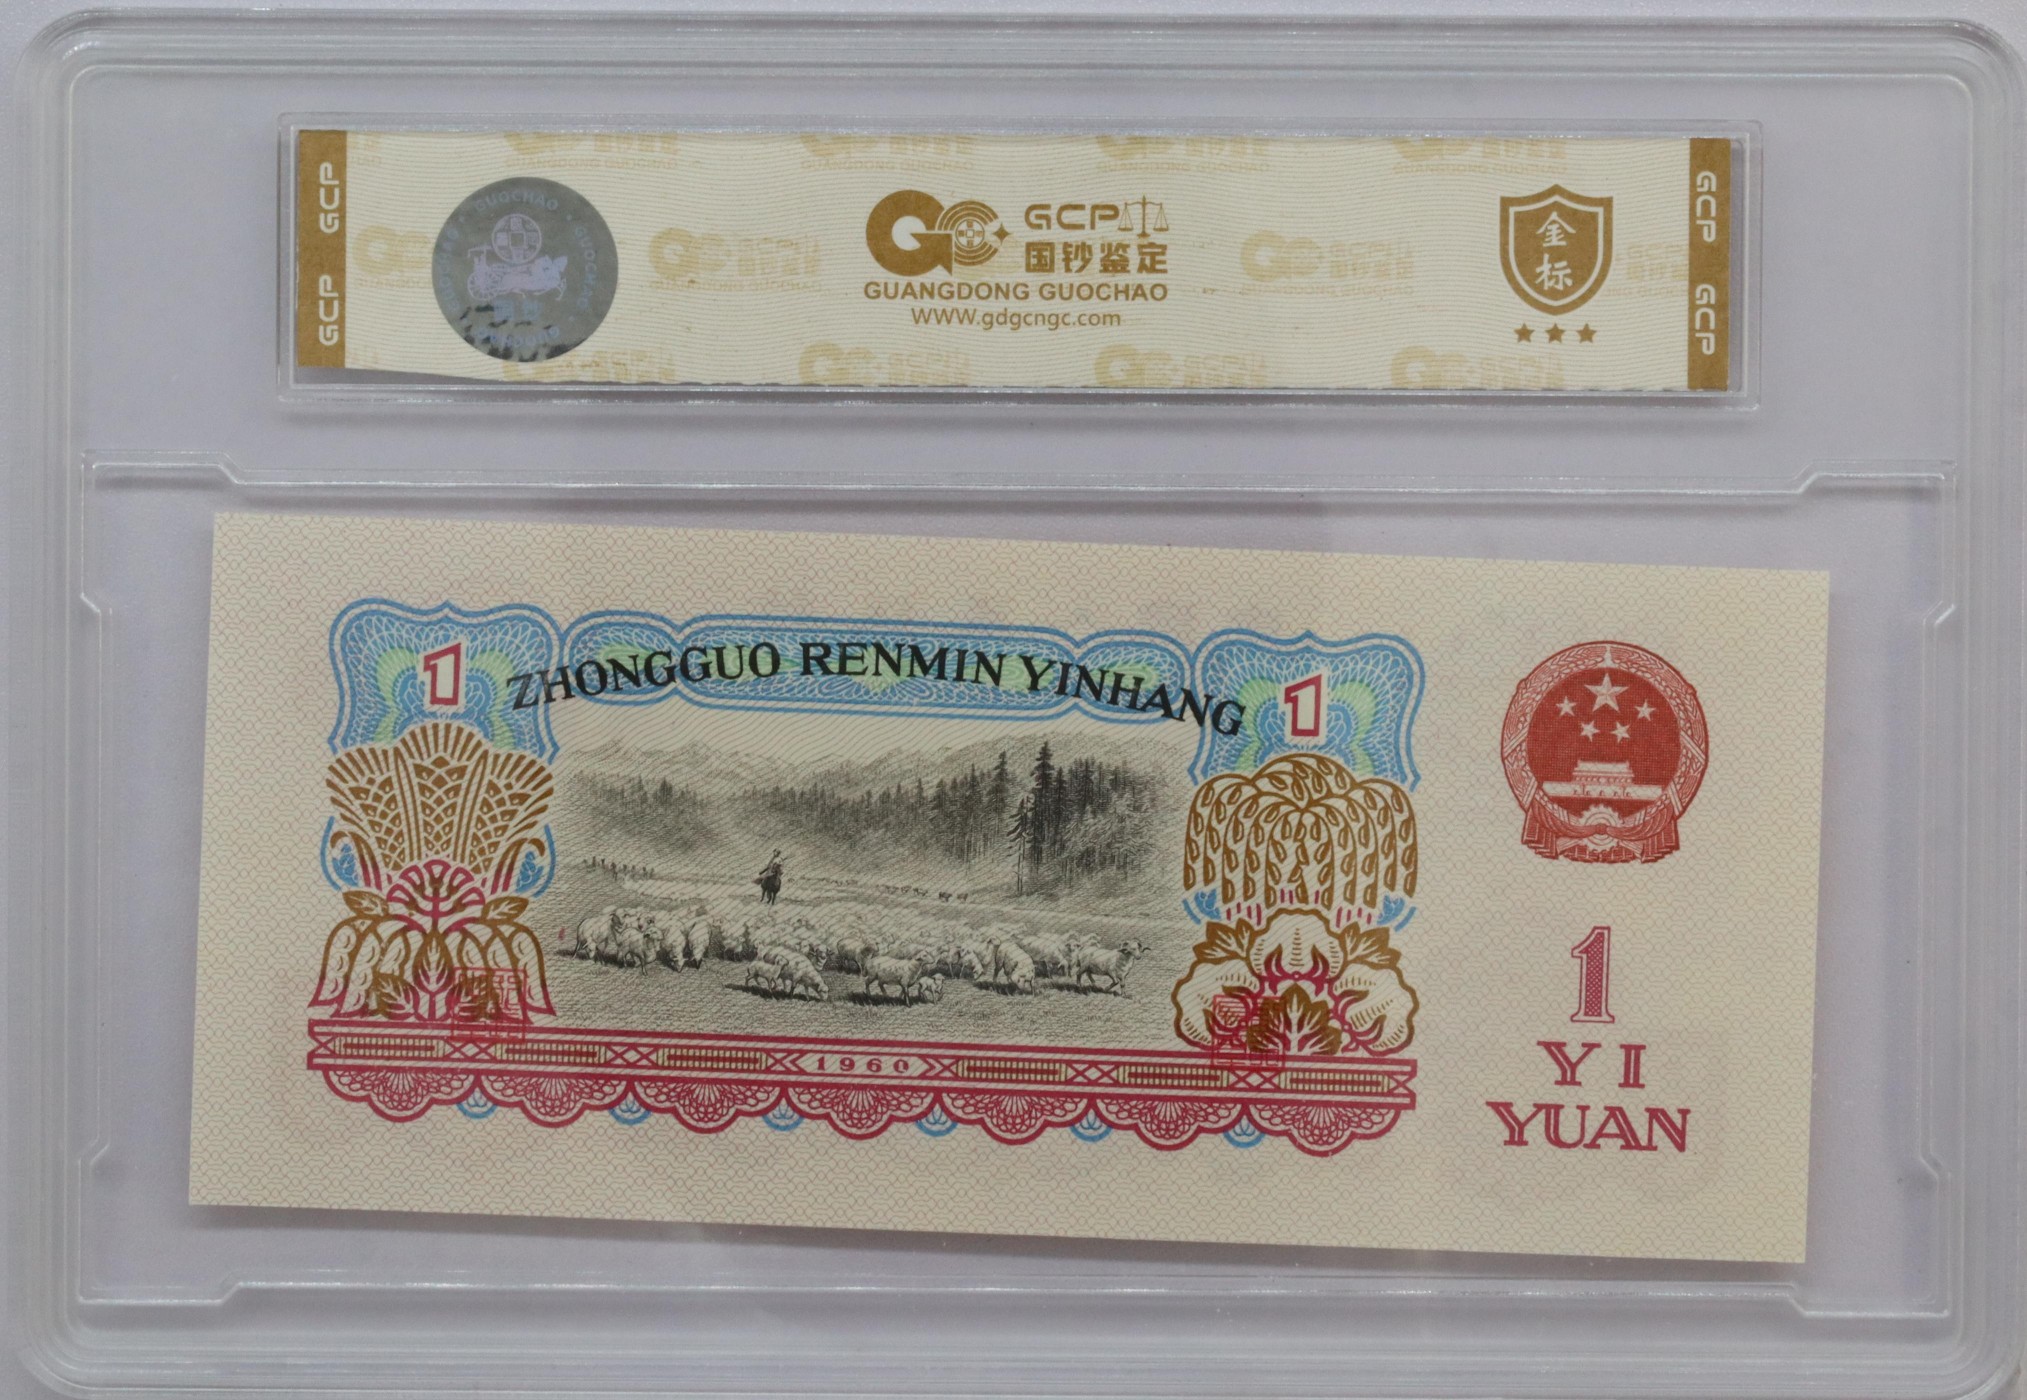 GCP
GCP
GUOCHAO
GCP
国钞鉴定
GUANGDONG GUOCHAO
WWW.gdgcngc.com
金标
GCP
GCP
1
ZHONGGUO RENMIN YINHANG
1
1960
1
YI
YUAN